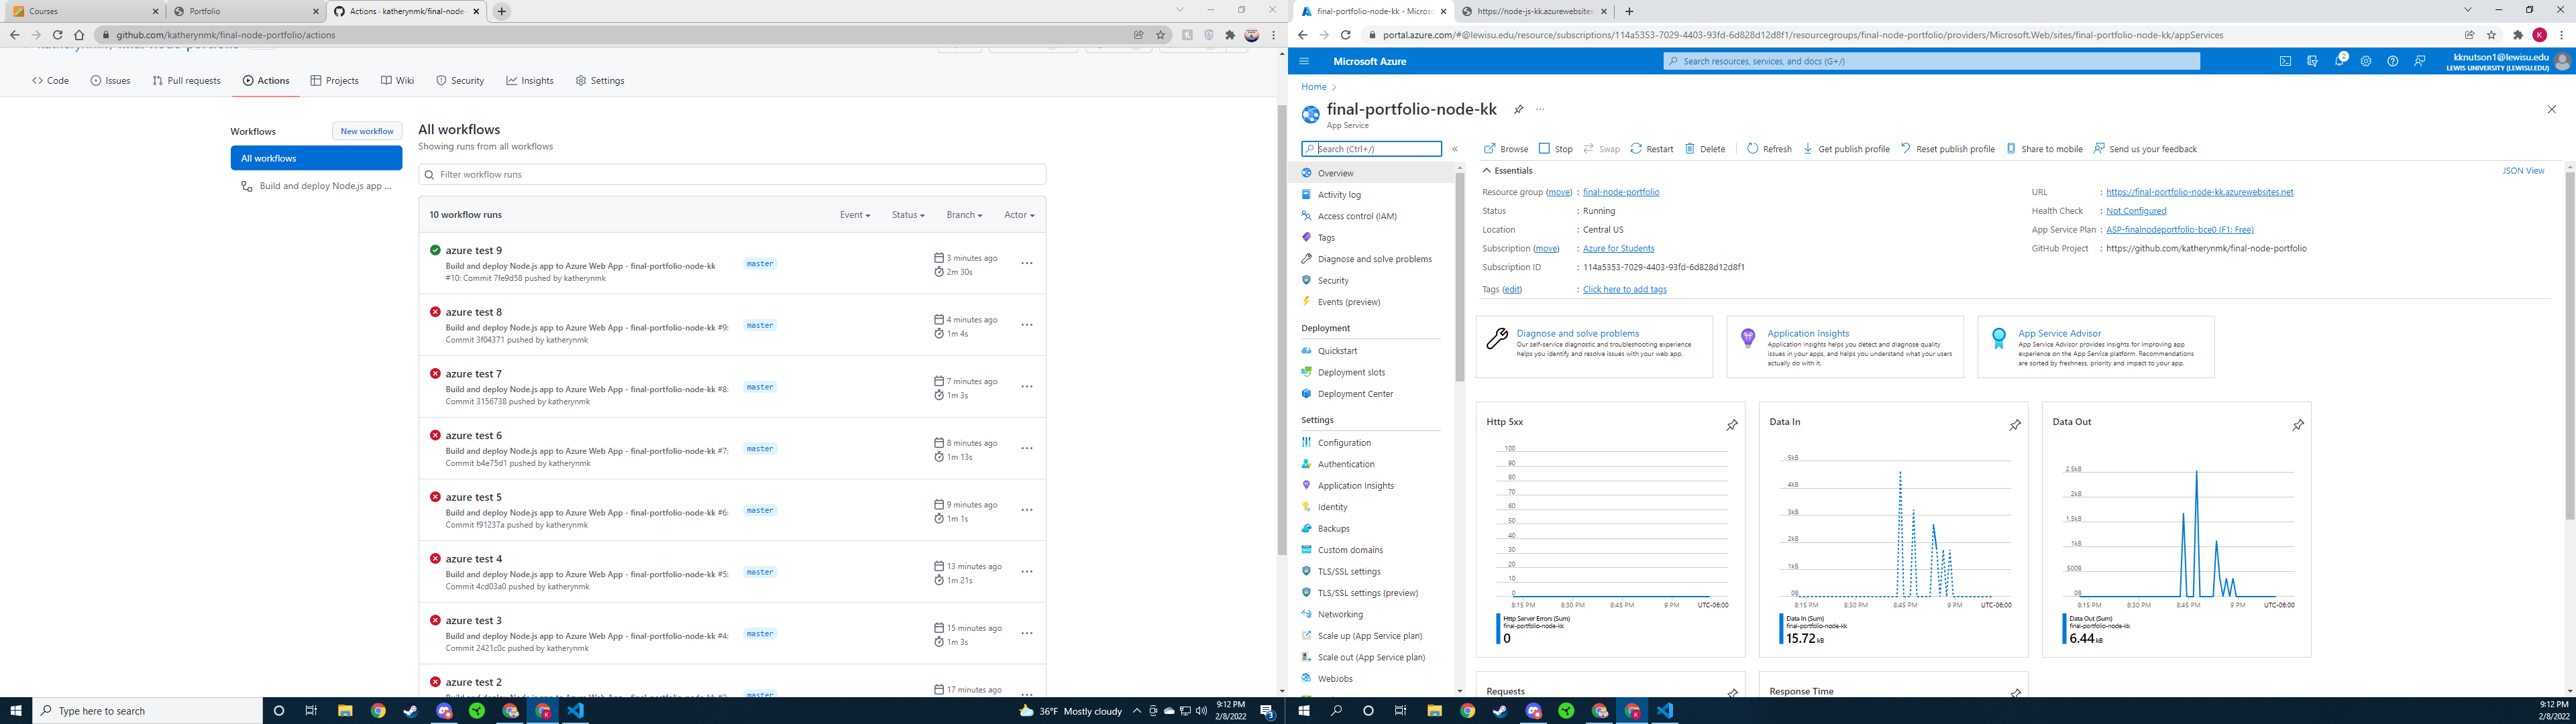 Courses
Portfolio
Actions · katherynmk/final-node-
github.com/katherynmk/final-node-portfolio/actions
Code
Issues
Pull requests
Actions
Projects
Wiki
Security
Insights
Settings
Workflows
New workflow
All workflows
Build and deploy Node.js app ...
All workflows
Showing runs from all workflows
Filter workflow runs
10 workflow runs
Event
Status
Branch
Actor
azure test 9
Build and deploy Node.js app to Azure Web App - final-portfolio-node-kk
#10: Commit 7fe9d58 pushed by katherynmk
master
3 minutes ago
2m 30s
azure test 8
Build and deploy Node.js app to Azure Web App - final-portfolio-node-kk #9:
Commit 3f04371 pushed by katherynmk
master
4 minutes ago
1m 4s
azure test 7
Build and deploy Node.js app to Azure Web App - final-portfolio-node-kk #8:
Commit 3156738 pushed by katherynmk
master
7 minutes ago
1m 3s
azure test 6
Build and deploy Node.js app to Azure Web App - final-portfolio-node-kk #7:
Commit b4e75d1 pushed by katherynmk
master
8 minutes ago
1m 13s
azure test 5
Build and deploy Node.js app to Azure Web App - final-portfolio-node-kk #6:
Commit f91237a pushed by katherynmk
master
9 minutes ago
1m 1s
azure test 4
Build and deploy Node.js app to Azure Web App - final-portfolio-node-kk #5:
Commit 4cd03a0 pushed by katherynmk
master
13 minutes ago
1m 21s
azure test 3
Build and deploy Node.js app to Azure Web App - final-portfolio-node-kk #4:
Commit 2421c0c pushed by katherynmk
master
15 minutes ago
1m 3s
azure test 2
17 minutes ago
Type here to search
36°F Mostly cloudy
9:12 PM
2/8/2022
3
final-portfolio-node-kk - Micros
https://node-js-kk.azurewebsites
portal.azure.com/#@lewisu.edu/resource/subscriptions/114a5353-7029-4403-93fd-6d828d12d8f1/resourcegroups/final-node-portfolio/providers/Microsoft.Web/sites/final-portfolio-node-kk/appServices
K
Microsoft Azure
Search resources, services, and docs (G+/)
2
kknutson1@lewisu.edu
LEWIS UNIVERSITY (LEWISU.EDU)
Home
final-portfolio-node-kk
App Service
Search (Ctrl+/)
Overview
Activity log
Access control (IAM)
Tags
Diagnose and solve problems
Security
Events (preview)
Deployment
Quickstart
Deployment slots
Deployment Center
Settings
Configuration
Authentication
Application Insights
Identity
Backups
Custom domains
TLS/SSL settings
TLS/SSL settings (preview)
Networking
Scale up (App Service plan)
Scale out (App Service plan)
WebJobs
Browse
Stop
Swap
Restart
Delete
Refresh
Get publish profile
Reset publish profile
Share to mobile
Send us your feedback
Essentials
JSON View
Resource group (move) : final-node-portfolio
Status : Running
Location : Central US
Subscription (move) : Azure for Students
Subscription ID : 114a5353-7029-4403-93fd-6d828d12d8f1
Tags (edit) : Click here to add tags
URL : https://final-portfolio-node-kk.azurewebsites.net
Health Check : Not Configured
App Service Plan : ASP-finalnodeportfolio-bce0 (F1: Free)
GitHub Project : https://github.com/katherynmk/final-node-portfolio
Diagnose and solve problems
Our self-service diagnostic and troubleshooting experience
helps you identify and resolve issues with your web app.
Application Insights
Application Insights helps you detect and diagnose quality
issues in your apps, and helps you understand what your users
actually do with it.
App Service Advisor
App Service Advisor provides insights for improving app
experience on the App Service platform. Recommendations
are sorted by freshness, priority and impact to your app.
Http 5xx
100
90
80
70
60
50
40
30
20
10
0
8:15 PM 8:30 PM 8:45 PM 9 PM UTC-06:00
Http Server Errors (Sum)
final-portfolio-node-kk
0
Data In
5kB
4kB
3kB
2kB
1kB
0B
8:15 PM 8:30 PM 8:45 PM 9 PM UTC-06:00
Data In (Sum)
final-portfolio-node-kk
15.72 kB
Data Out
2.5kB
2kB
1.5kB
1kB
500B
0B
8:15 PM 8:30 PM 8:45 PM 9 PM UTC-06:00
Data Out (Sum)
final-portfolio-node-kk
6.44 kB
Requests
Response Time
9:12 PM
2/8/2022